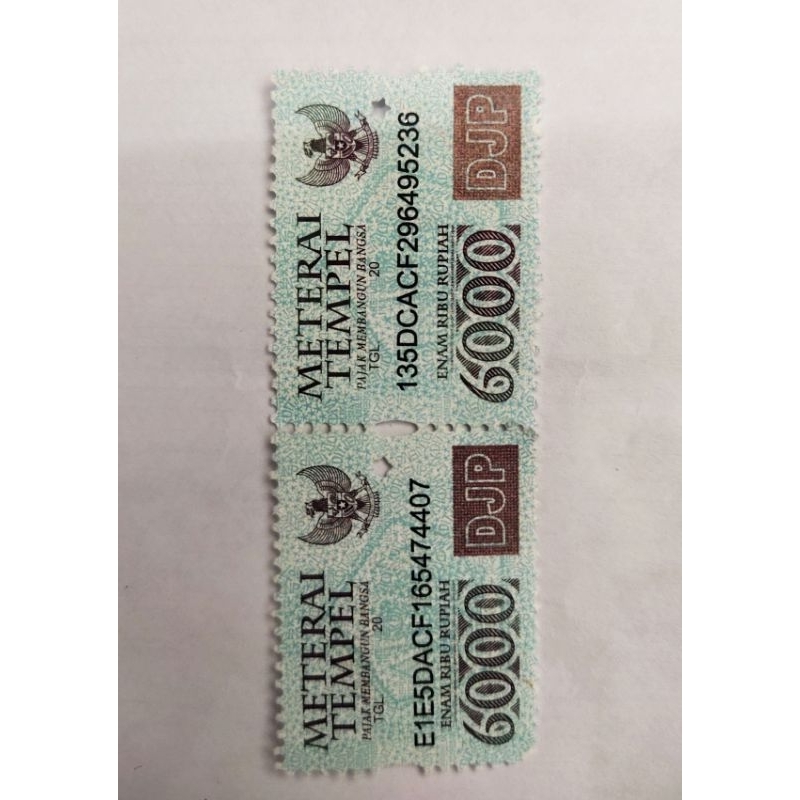 METERAI
TEMPEL
PAJAK MEMBANGUN BANGSA
TGL. 20
135DCACF296495236
ENAM RIBU RUPIAH
6000
DJP
METERAI
TEMPEL
PAJAK MEMBANGUN BANGSA
TGL. 20
E1E5DACF165474407
ENAM RIBU RUPIAH
6000
DJP